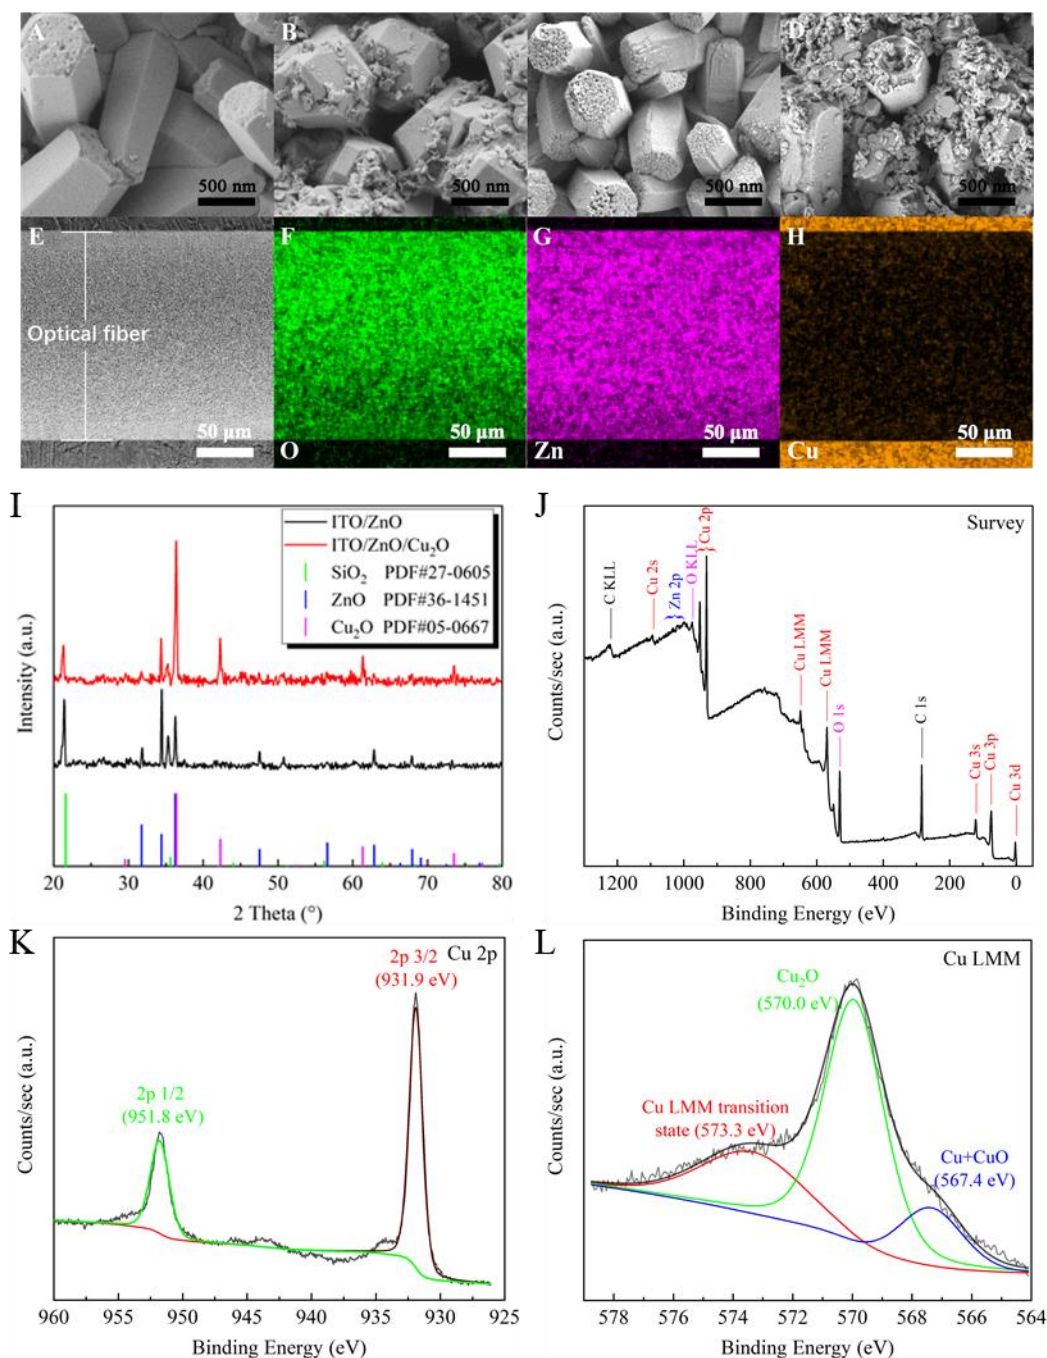 A
B
C
D
500 nm
500 nm
500 nm
500 nm
E
F
G
H
Optical fiber
50 μm
50 μm
50 μm
50 μm
O
Zn
Cu
I
ITO/ZnO
ITO/ZnO/Cu₂O
SiO₂ PDF#27-0605
ZnO PDF#36-1451
Cu₂O PDF#05-0667
Intensity (a.u.)
20 30 40 50 60 70 80
2 Theta (°)
J
Survey
C KLL
Cu 2s
Zn 2p
O KLL
Cu 2p
Cu LMM
Cu LMM
O 1s
C 1s
Cu 3s
Cu 3p
Cu 3d
Counts/sec (a.u.)
1200 1000 800 600 400 200 0
Binding Energy (eV)
K
Cu 2p
2p 3/2
(931.9 eV)
2p 1/2
(951.8 eV)
Counts/sec (a.u.)
960 955 950 945 940 935 930 925
Binding Energy (eV)
L
Cu LMM
Cu₂O
(570.0 eV)
Cu LMM transition
state (573.3 eV)
Cu+CuO
(567.4 eV)
Counts/sec (a.u.)
578 576 574 572 570 568 566 564
Binding Energy (eV)